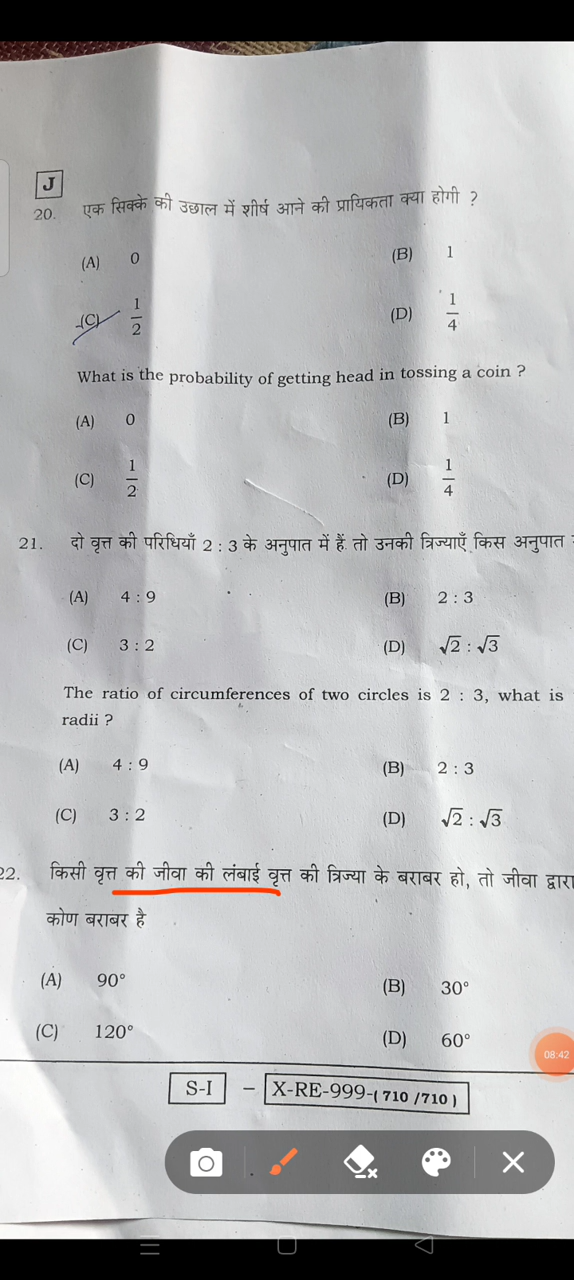 J
20. एक सिक्के की उछाल में शीर्ष आने की प्रायिकता क्या होगी ?
(A) 0 (B) 1
(C) 1/2 (D) 1/4
What is the probability of getting head in tossing a coin ?
(A) 0 (B) 1
(C) 1/2 (D) 1/4
21. दो वृत्त की परिधियाँ 2 : 3 के अनुपात में हैं तो उनकी त्रिज्याएँ किस अनुपात
(A) 4 : 9 (B) 2 : 3
(C) 3 : 2 (D) √2 : √3
The ratio of circumferences of two circles is 2 : 3, what is
radii ?
(A) 4 : 9 (B) 2 : 3
(C) 3 : 2 (D) √2 : √3
22. किसी वृत्त की जीवा की लंबाई वृत्त की त्रिज्या के बराबर हो, तो जीवा द्वारा
कोण बराबर है
(A) 90° (B) 30°
(C) 120° (D) 60°
08:42
S-I – X-RE-999-(710 /710)